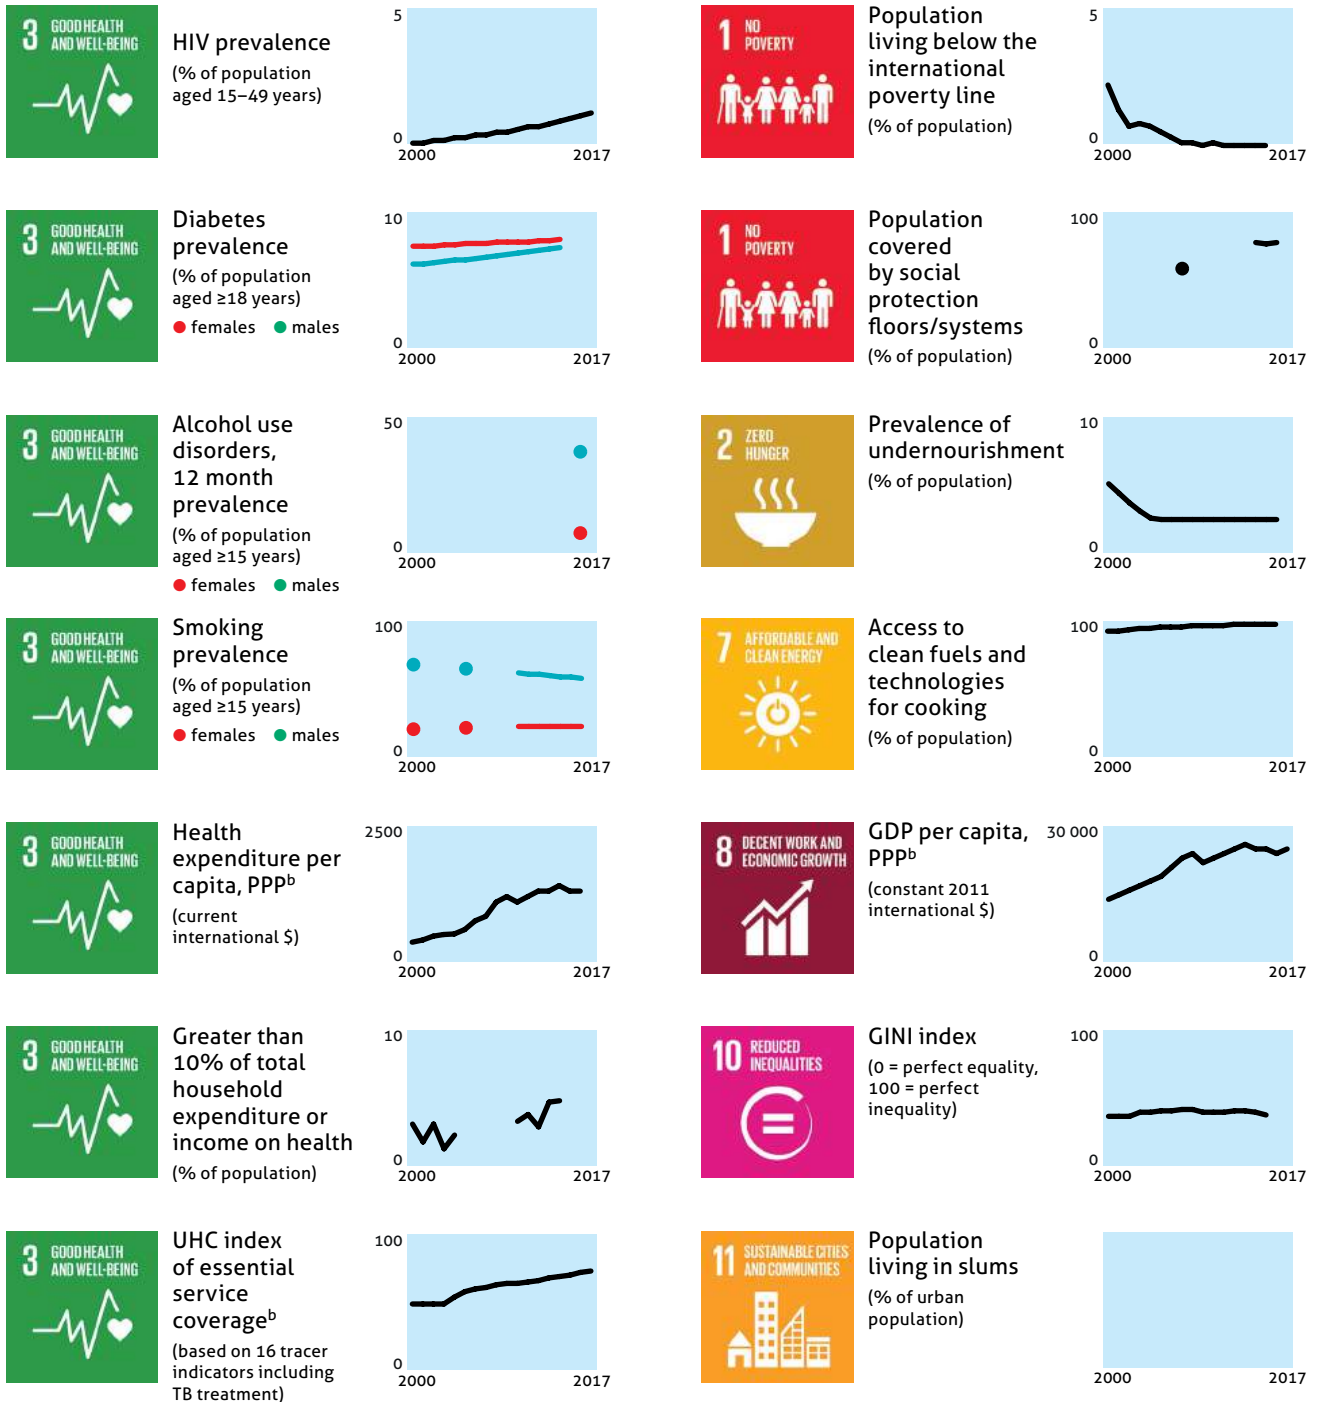 3 GOOD HEALTH
AND WELL-BEING
HIV prevalence
(% of population
aged 15–49 years)
5
0
2000 2017
3 GOOD HEALTH
AND WELL-BEING
Diabetes
prevalence
(% of population
aged ≥18 years)
females males
10
0
2000 2017
3 GOOD HEALTH
AND WELL-BEING
Alcohol use
disorders,
12 month
prevalence
(% of population
aged ≥15 years)
females males
50
0
2000 2017
3 GOOD HEALTH
AND WELL-BEING
Smoking
prevalence
(% of population
aged ≥15 years)
females males
100
0
2000 2017
3 GOOD HEALTH
AND WELL-BEING
Health
expenditure per
capita, PPPᵇ
(current
international $)
2500
0
2000 2017
3 GOOD HEALTH
AND WELL-BEING
Greater than
10% of total
household
expenditure or
income on health
(% of population)
10
0
2000 2017
3 GOOD HEALTH
AND WELL-BEING
UHC index
of essential
service
coverageᵇ
(based on 16 tracer
indicators including
TB treatment)
100
0
2000 2017
1 NO
POVERTY
Population
living below the
international
poverty line
(% of population)
5
0
2000 2017
1 NO
POVERTY
Population
covered
by social
protection
floors/systems
(% of population)
100
0
2000 2017
2 ZERO
HUNGER
Prevalence of
undernourishment
(% of population)
10
0
2000 2017
7 AFFORDABLE AND
CLEAN ENERGY
Access to
clean fuels and
technologies
for cooking
(% of population)
100
0
2000 2017
8 DECENT WORK AND
ECONOMIC GROWTH
GDP per capita,
PPPᵇ
(constant 2011
international $)
30 000
0
2000 2017
10 REDUCED
INEQUALITIES
GINI index
(0 = perfect equality,
100 = perfect
inequality)
100
0
2000 2017
11 SUSTAINABLE CITIES
AND COMMUNITIES
Population
living in slums
(% of urban
population)
2000 2017